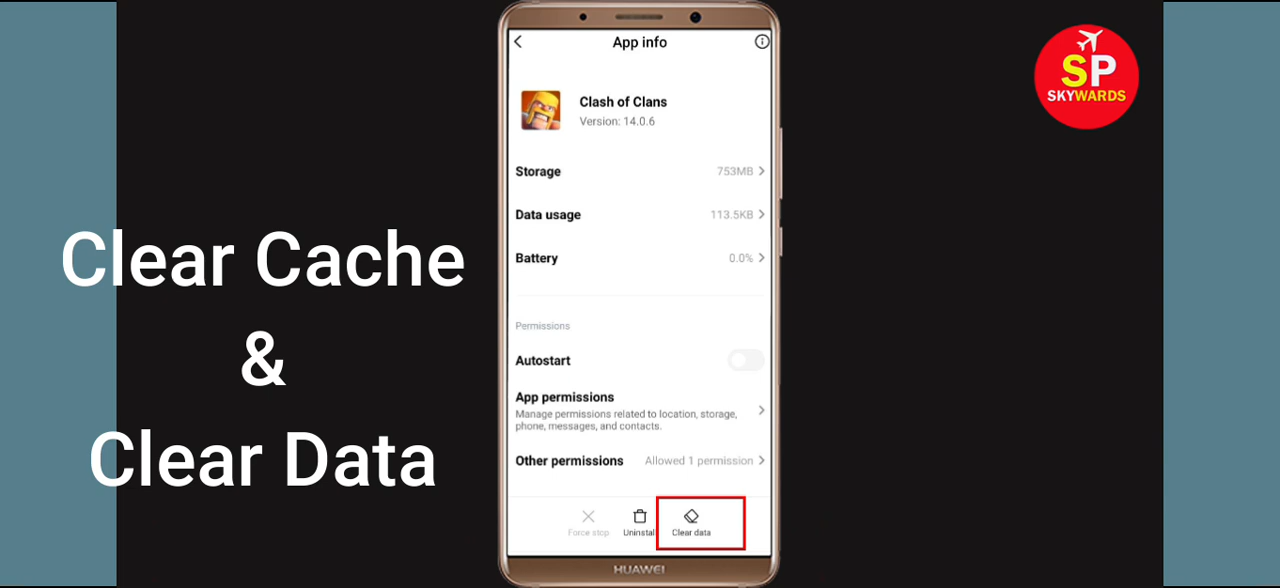 Clear Cache
&
Clear Data
App info
Clash of Clans
Version: 14.0.6
Storage 753MB
Data usage 113.5KB
Battery 0.0%
Permissions
Autostart
App permissions
Manage permissions related to location, storage,
phone, messages, and contacts.
Other permissions Allowed 1 permission
Force stop Uninstall Clear data
HUAWEI
SP
SKYWARDS